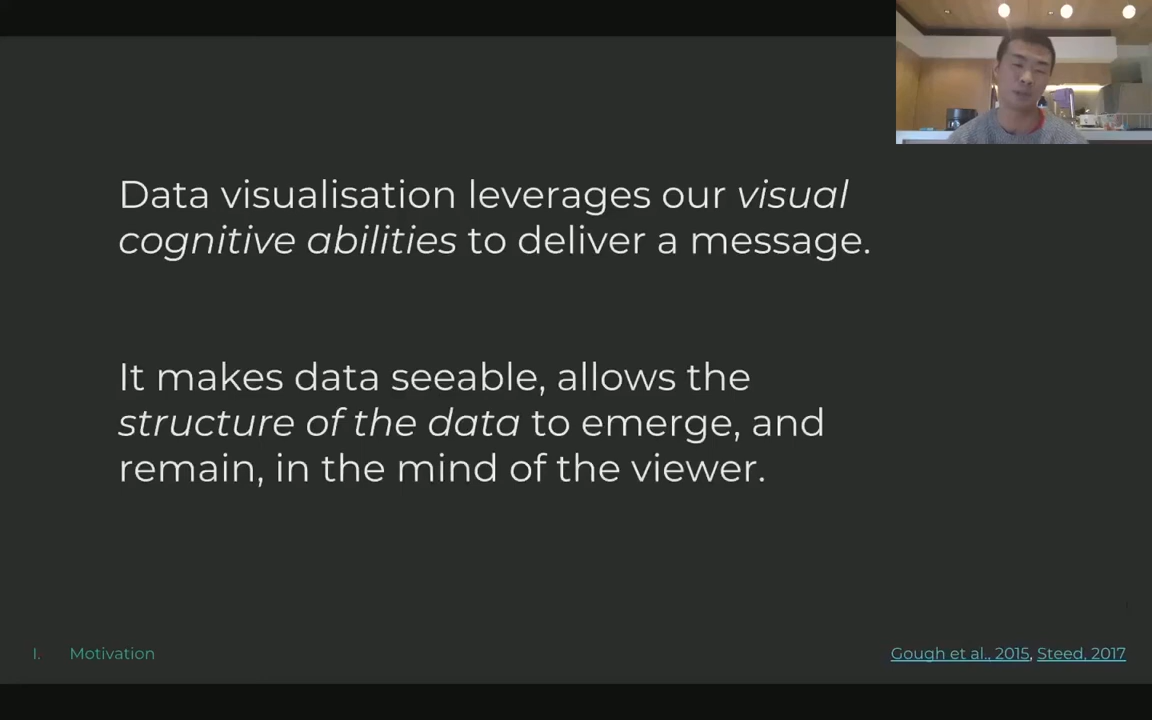 Data visualisation leverages our visual
cognitive abilities to deliver a message.
It makes data seeable, allows the
structure of the data to emerge, and
remain, in the mind of the viewer.
I. Motivation
Gough et al., 2015, Steed, 2017